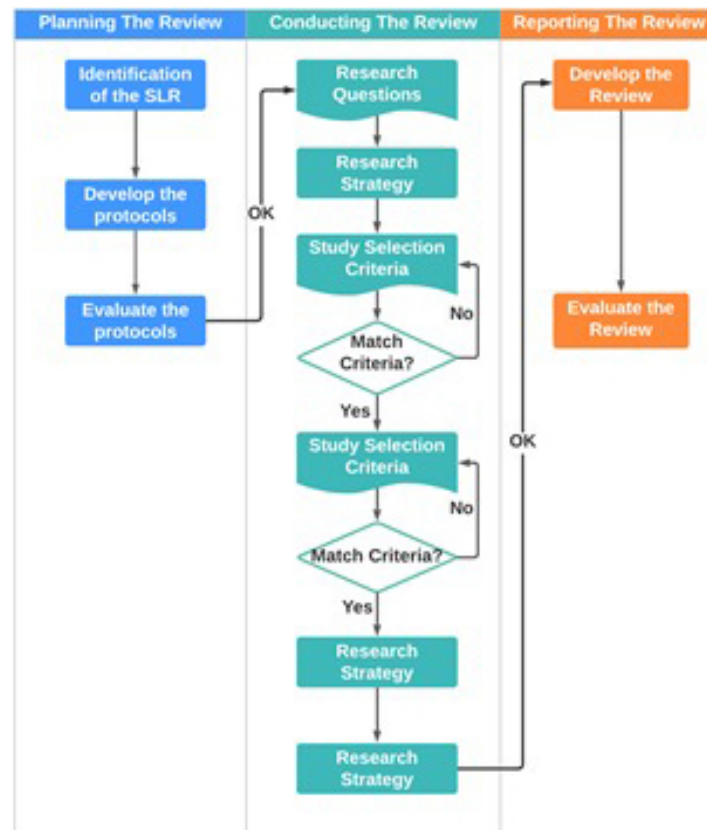 Planning The Review
Conducting The Review
Reporting The Review
Identification
of the SLR
Develop the
protocols
Evaluate the
protocols
OK
Research
Questions
Research
Strategy
Study Selection
Criteria
No
Match
Criteria?
Yes
Study Selection
Criteria
No
Match Criteria?
Yes
Research
Strategy
Research
Strategy
OK
Develop the
Review
Evaluate the
Review